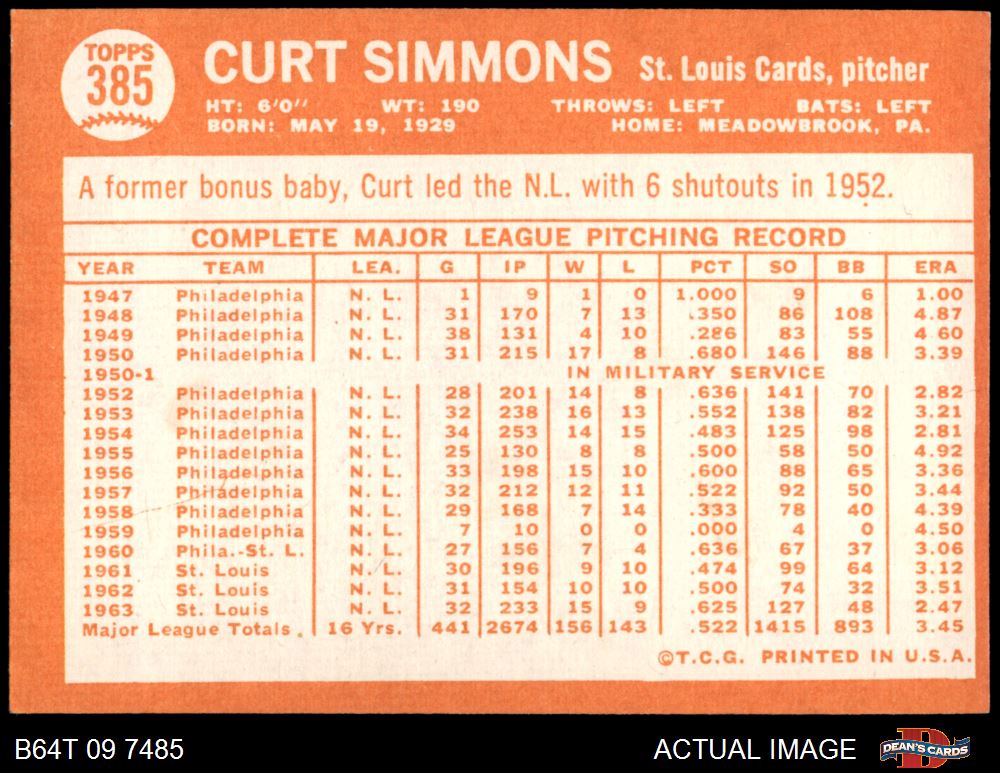 TOPPS
385
CURT SIMMONS St. Louis Cards, pitcher
HT: 6'0" WT: 190 THROWS: LEFT BATS: LEFT
BORN: MAY 19, 1929 HOME: MEADOWBROOK, PA.
A former bonus baby, Curt led the N.L. with 6 shutouts in 1952.
COMPLETE MAJOR LEAGUE PITCHING RECORD
YEAR TEAM LEA. G IP W L PCT SO BB ERA
1947 Philadelphia N. L. 1 9 1 0 1.000 9 6 1.00
1948 Philadelphia N. L. 31 170 7 13 .350 86 108 4.87
1949 Philadelphia N. L. 38 131 4 10 .286 83 55 4.60
1950 Philadelphia N. L. 31 215 17 8 .680 146 88 3.39
1950-1 IN MILITARY SERVICE
1952 Philadelphia N. L. 28 201 14 8 .636 141 70 2.82
1953 Philadelphia N. L. 32 238 16 13 .552 138 82 3.21
1954 Philadelphia N. L. 34 253 14 15 .483 125 98 2.81
1955 Philadelphia N. L. 25 130 8 8 .500 58 50 4.92
1956 Philadelphia N. L. 33 198 15 10 .600 88 65 3.36
1957 Philadelphia N. L. 32 212 12 11 .522 92 50 3.44
1958 Philadelphia N. L. 29 168 7 14 .333 78 40 4.39
1959 Philadelphia N. L. 7 10 0 0 .000 4 0 4.50
1960 Phila.-St. L. N. L. 27 156 7 4 .636 67 37 3.06
1961 St. Louis N. L. 30 196 9 10 .474 99 64 3.12
1962 St. Louis N. L. 31 154 10 10 .500 74 32 3.51
1963 St. Louis N. L. 32 233 15 9 .625 127 48 2.47
Major League Totals 16 Yrs. 441 2674 156 143 .522 1415 893 3.45
©T.C.G. PRINTED IN U.S.A.
B64T 09 7485 ACTUAL IMAGE DEAN'S CARDS